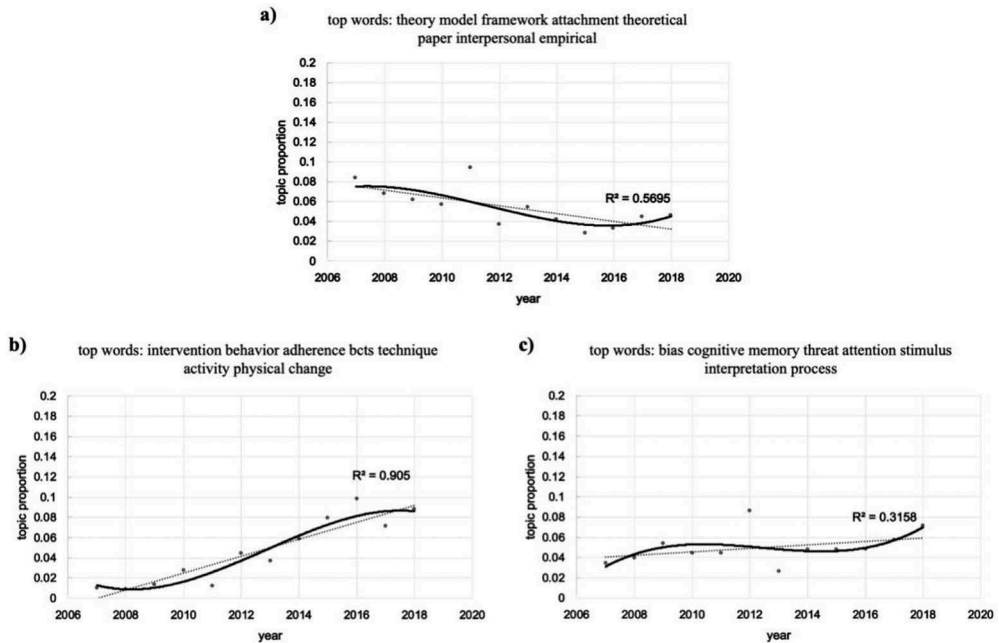 a)
top words: theory model framework attachment theoretical
paper interpersonal empirical
0.2
0.18
0.16
0.14
0.12
0.1
0.08
0.06
0.04
0.02
0
topic proportion
R² = 0.5695
2006 2008 2010 2012 2014 2016 2018 2020
year
b)
top words: intervention behavior adherence bcts technique
activity physical change
0.2
0.18
0.16
0.14
0.12
0.1
0.08
0.06
0.04
0.02
0
topic proportion
R² = 0.905
2006 2008 2010 2012 2014 2016 2018 2020
year
c)
top words: bias cognitive memory threat attention stimulus
interpretation process
0.2
0.18
0.16
0.14
0.12
0.1
0.08
0.06
0.04
0.02
0
topic proportion
R² = 0.3158
2006 2008 2010 2012 2014 2016 2018 2020
year